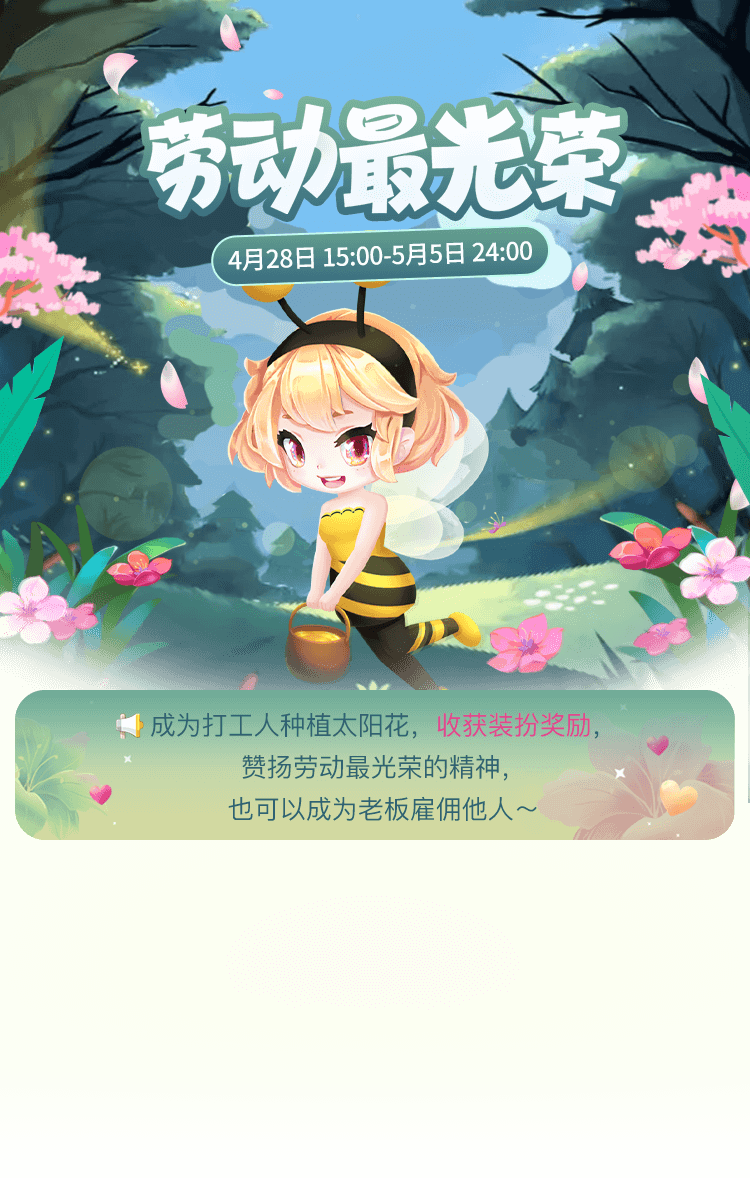 劳动最光荣
4月28日 15:00-5月5日 24:00
成为打工人种植太阳花，收获装扮奖励，
赞扬劳动最光荣的精神，
也可以成为老板雇佣他人～